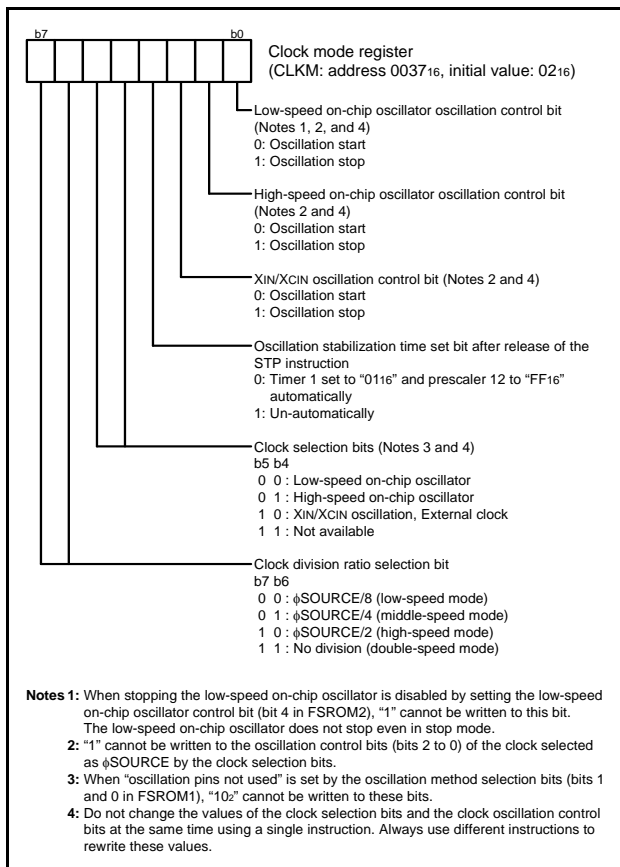 b7 b0
Clock mode register
(CLKM: address 003716, initial value: 0216)
Low-speed on-chip oscillator oscillation control bit
(Notes 1, 2, and 4)
0: Oscillation start
1: Oscillation stop
High-speed on-chip oscillator oscillation control bit
(Notes 2 and 4)
0: Oscillation start
1: Oscillation stop
XIN/XCIN oscillation control bit (Notes 2 and 4)
0: Oscillation start
1: Oscillation stop
Oscillation stabilization time set bit after release of the
STP instruction
0: Timer 1 set to “0116” and prescaler 12 to “FF16”
automatically
1: Un-automatically
Clock selection bits (Notes 3 and 4)
b5 b4
0 0 : Low-speed on-chip oscillator
0 1 : High-speed on-chip oscillator
1 0 : XIN/XCIN oscillation, External clock
1 1 : Not available
Clock division ratio selection bit
b7 b6
0 0 : ϕSOURCE/8 (low-speed mode)
0 1 : ϕSOURCE/4 (middle-speed mode)
1 0 : ϕSOURCE/2 (high-speed mode)
1 1 : No division (double-speed mode)
Notes 1: When stopping the low-speed on-chip oscillator is disabled by setting the low-speed
on-chip oscillator control bit (bit 4 in FSROM2), “1” cannot be written to this bit.
The low-speed on-chip oscillator does not stop even in stop mode.
2: “1” cannot be written to the oscillation control bits (bits 2 to 0) of the clock selected
as ϕSOURCE by the clock selection bits.
3: When “oscillation pins not used” is set by the oscillation method selection bits (bits 1
and 0 in FSROM1), “102” cannot be written to these bits.
4: Do not change the values of the clock selection bits and the clock oscillation control
bits at the same time using a single instruction. Always use different instructions to
rewrite these values.